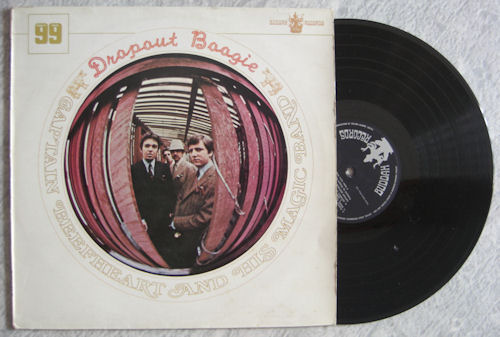 99
Dropout Boogie
CAPTAIN BEEFHEART AND HIS MAGIC BAND
BUDDAH
RECORDS